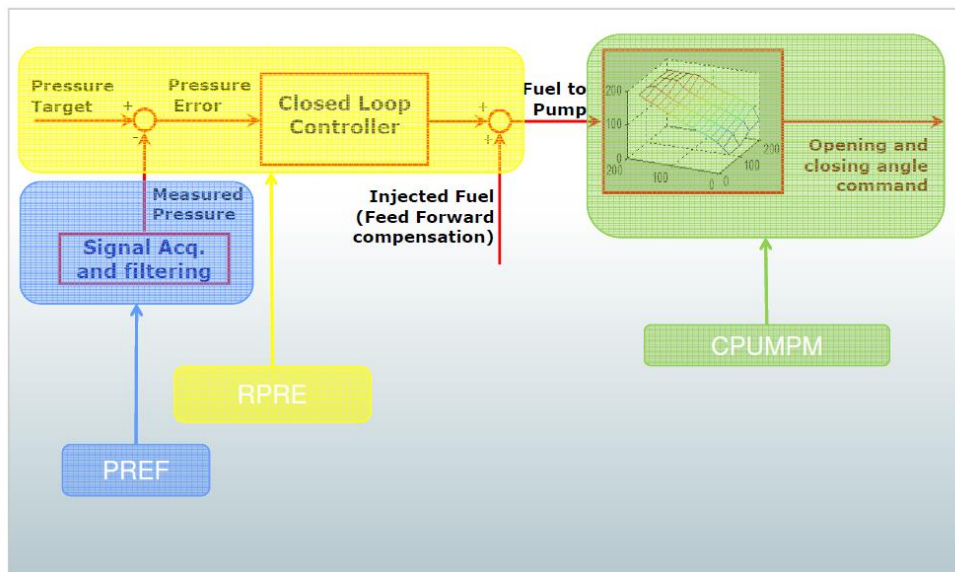 Pressure
Target
+
-
Pressure
Error
Closed Loop
Controller
+
+
Fuel to
Pump
200
100
0
200
100
0
0
100
200
Opening and
closing angle
command
Measured
Pressure
Signal Acq.
and filtering
Injected Fuel
(Feed Forward
compensation)
CPUMPM
RPRE
PREF